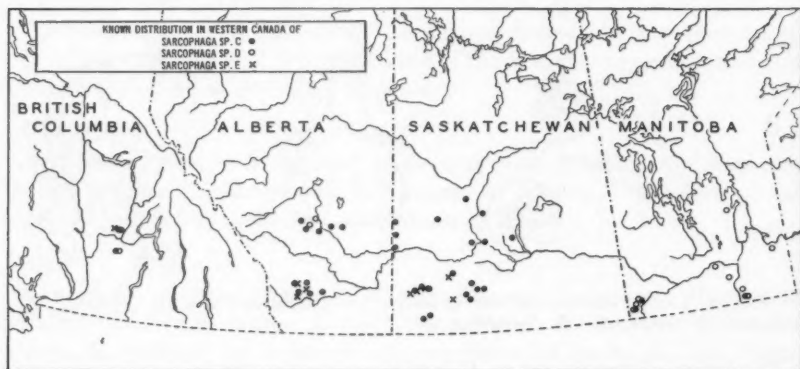 KNOWN DISTRIBUTION IN WESTERN CANADA OF
SARCOPHAGA SP. C ●
SARCOPHAGA SP. D ○
SARCOPHAGA SP. E ×
BRITISH
COLUMBIA
ALBERTA
SASKATCHEWAN
MANITOBA